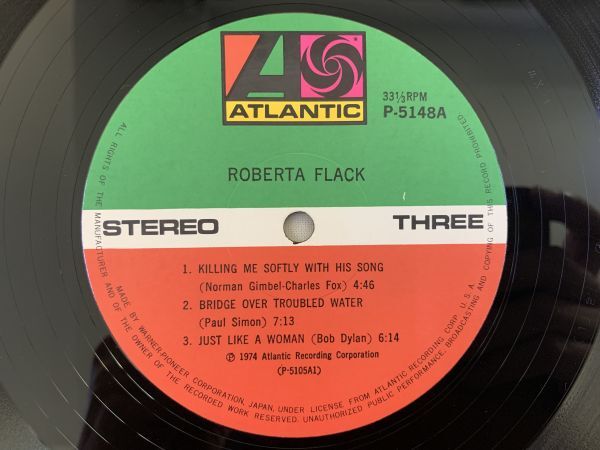 ATLANTIC
33⅓RPM
P-5148A
ROBERTA FLACK
STEREO
THREE
1. KILLING ME SOFTLY WITH HIS SONG
(Norman Gimbel-Charles Fox) 4:46
2. BRIDGE OVER TROUBLED WATER
(Paul Simon) 7:13
3. JUST LIKE A WOMAN (Bob Dylan) 6:14
Ⓟ 1974 Atlantic Recording Corporation
(P-5105A1)
MADE BY WARNER-PIONEER CORPORATION, JAPAN, UNDER LICENSE FROM ATLANTIC RECORDING CORP. U.S.A.
ALL RIGHTS OF THE MANUFACTURER AND OF THE OWNER OF THE RECORDED WORK RESERVED. UNAUTHORIZED PUBLIC PERFORMANCE, BROADCASTING AND COPYING OF THIS RECORD PROHIBITED.